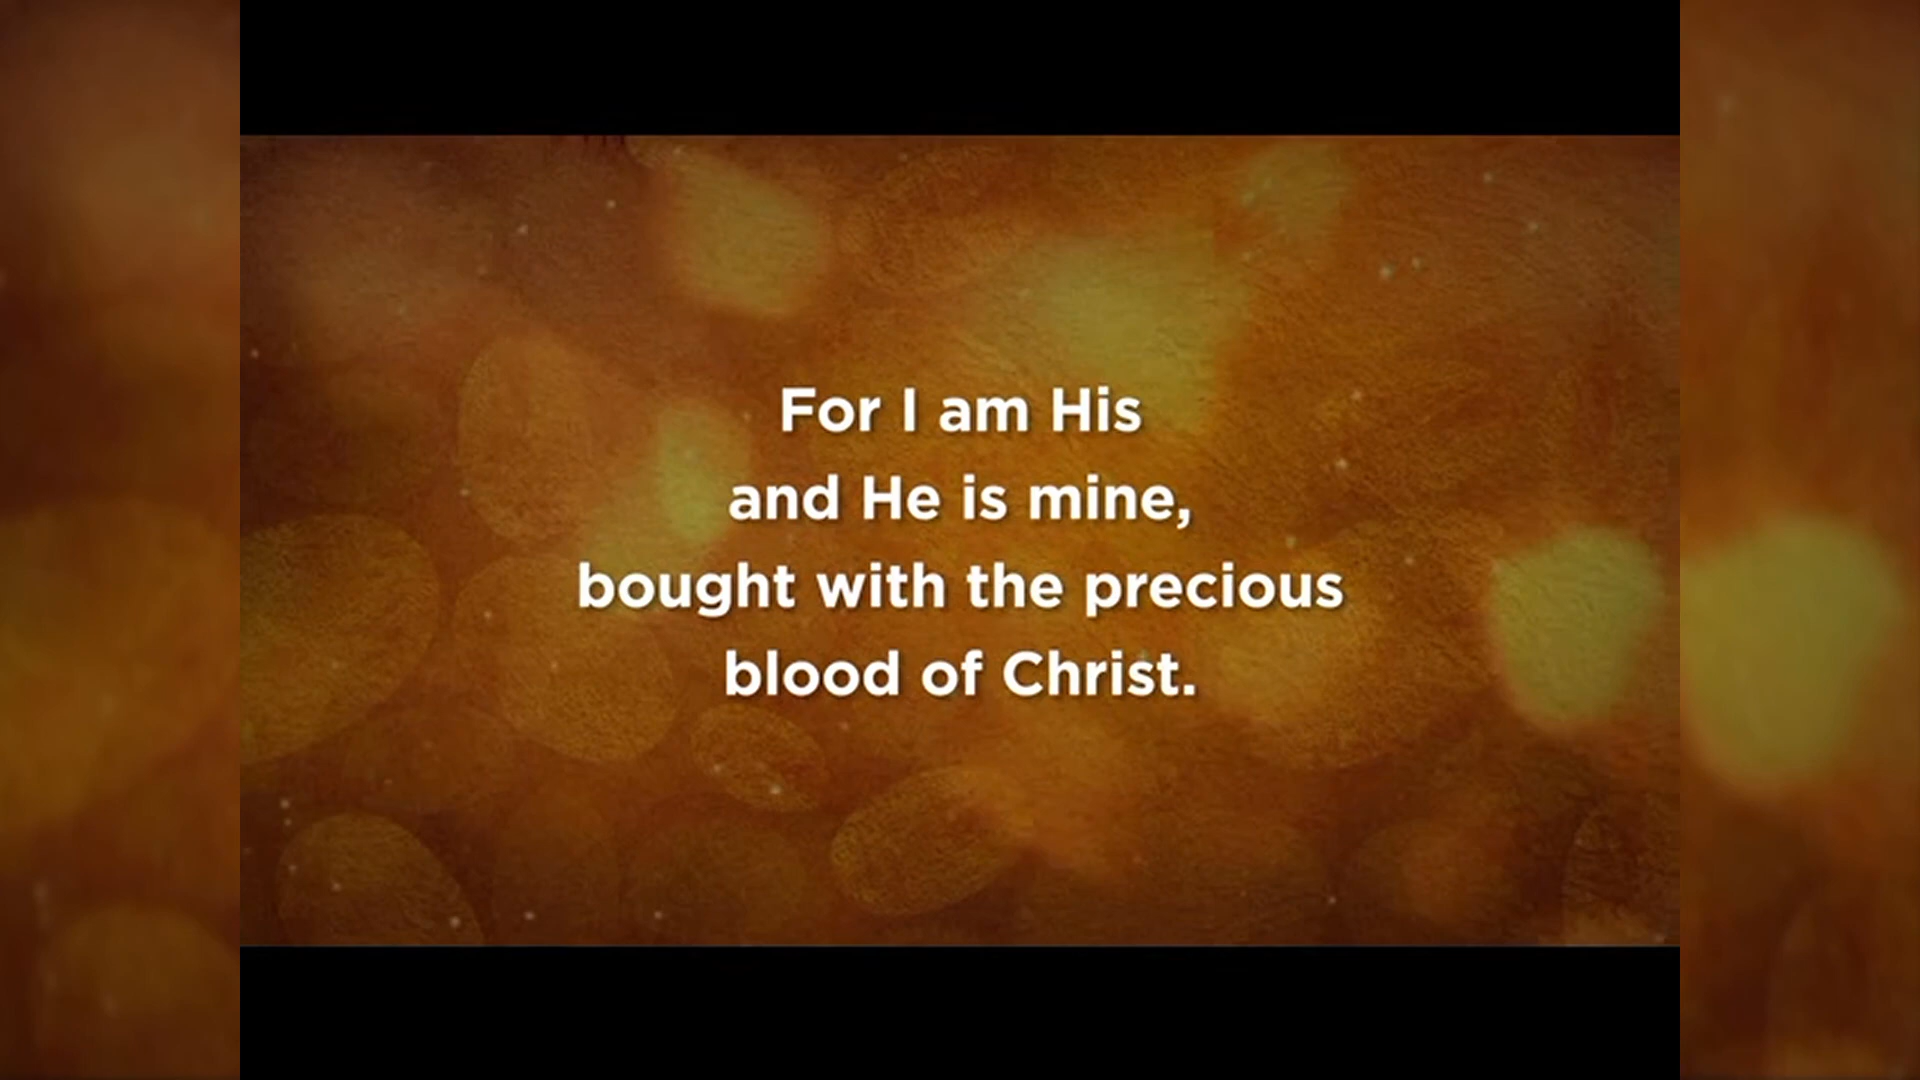 For I am His
and He is mine,
bought with the precious
blood of Christ.